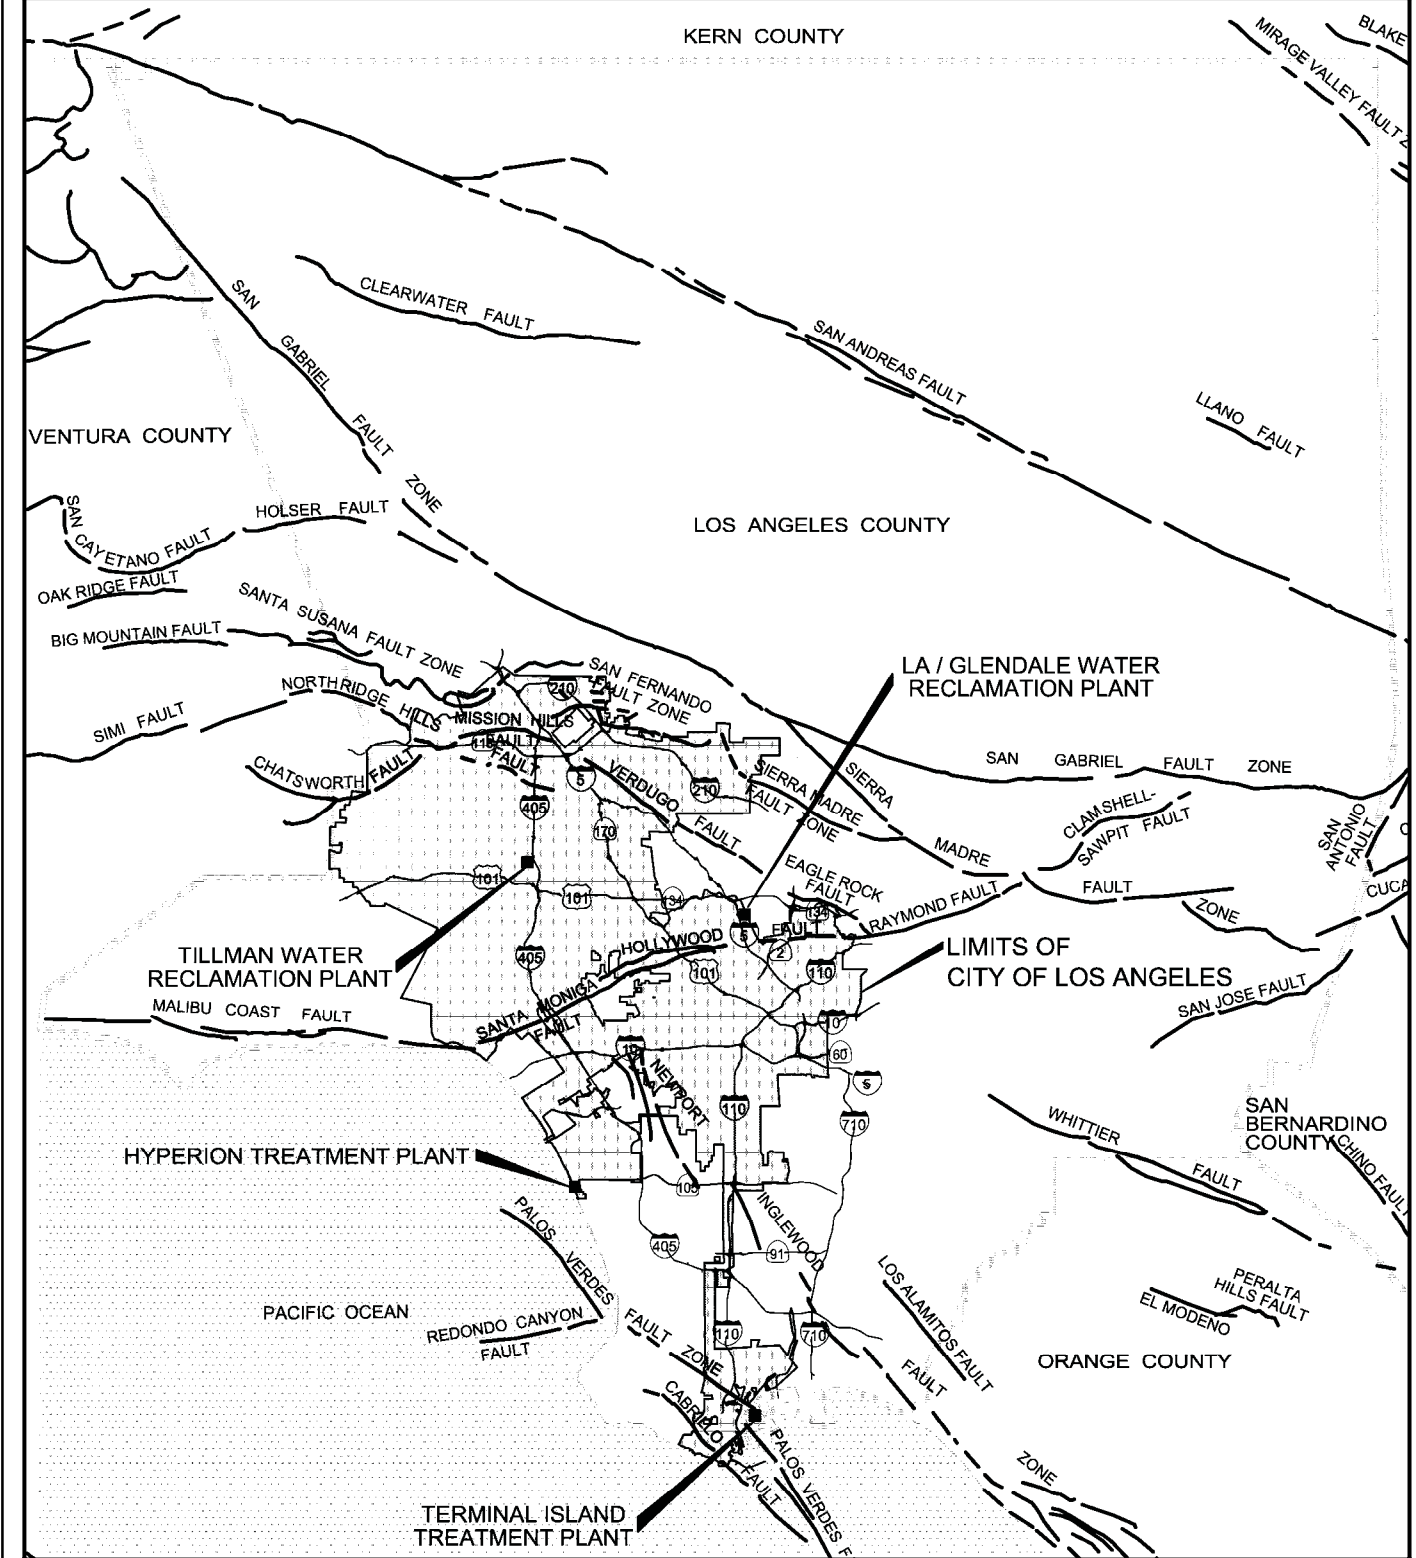 KERN COUNTY
BLAKE
MIRAGE VALLEY FAULT Z
SAN GABRIEL FAULT ZONE
CLEARWATER FAULT
SAN ANDREAS FAULT
LLANO FAULT
VENTURA COUNTY
LOS ANGELES COUNTY
SAN CAYETANO FAULT
HOLSER FAULT
OAK RIDGE FAULT
BIG MOUNTAIN FAULT
SANTA SUSANA FAULT ZONE
SAN FERNANDO
FAULT ZONE
LA / GLENDALE WATER
RECLAMATION PLANT
NORTHRIDGE HILLS
FAULT
MISSION HILLS
FAULT
SIMI FAULT
CHATSWORTH FAULT
210
118
5
405
170
210
VERDUGO FAULT
SIERRA MADRE
FAULT ZONE
SIERRA MADRE FAULT ZONE
SAN GABRIEL FAULT ZONE
CLAMSHELL-
SAWPIT FAULT
SAN
ANTONIO
FAULT
C
CUCA
EAGLE ROCK
FAULT
RAYMOND FAULT
101
101
134
134
5
2
HOLLYWOOD FAULT
405
101
110
TILLMAN WATER
RECLAMATION PLANT
LIMITS OF
CITY OF LOS ANGELES
MALIBU COAST FAULT
SANTA MONICA
FAULT
SAN JOSE FAULT
10
10
60
5
NEWPORT
110
710
WHITTIER FAULT
SAN
BERNARDINO
COUNTY
CHINO FAULT
HYPERION TREATMENT PLANT
105
INGLEWOOD
405
91
PALOS VERDES
FAULT ZONE
PACIFIC OCEAN
REDONDO CANYON
FAULT
LOS ALAMITOS FAULT
PERALTA
HILLS FAULT
EL MODENO
110
710
ORANGE COUNTY
FAULT
ZONE
CABRILLO
FAULT
PALOS VERDES F
TERMINAL ISLAND
TREATMENT PLANT